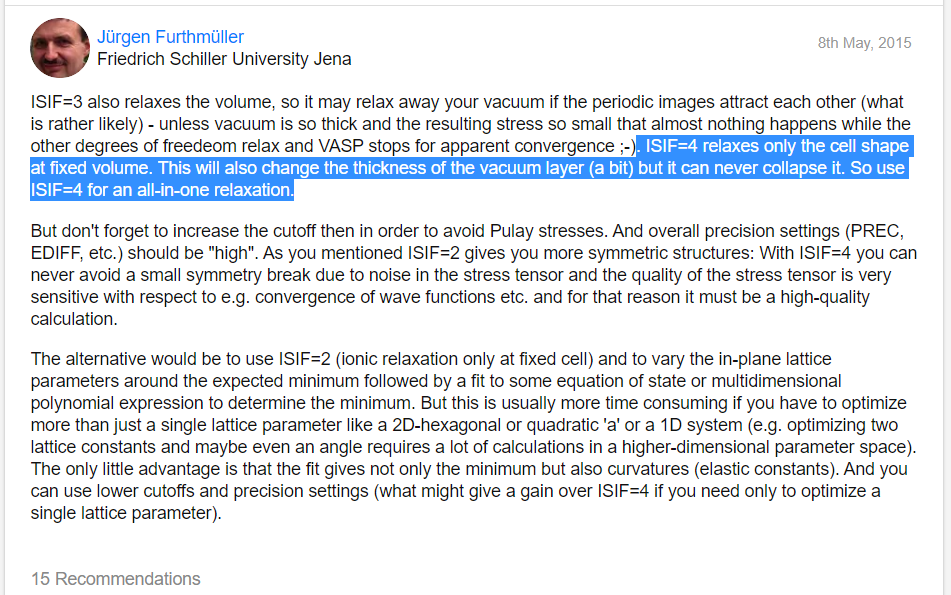 Jürgen Furthmüller
8th May, 2015
Friedrich Schiller University Jena
ISIF=3 also relaxes the volume, so it may relax away your vacuum if the periodic images attract each other (what
is rather likely) - unless vacuum is so thick and the resulting stress so small that almost nothing happens while the
other degrees of freedeom relax and VASP stops for apparent convergence ;-). ISIF=4 relaxes only the cell shape
at fixed volume. This will also change the thickness of the vacuum layer (a bit) but it can never collapse it. So use
ISIF=4 for an all-in-one relaxation.
But don't forget to increase the cutoff then in order to avoid Pulay stresses. And overall precision settings (PREC,
EDIFF, etc.) should be "high". As you mentioned ISIF=2 gives you more symmetric structures: With ISIF=4 you can
never avoid a small symmetry break due to noise in the stress tensor and the quality of the stress tensor is very
sensitive with respect to e.g. convergence of wave functions etc. and for that reason it must be a high-quality
calculation.
The alternative would be to use ISIF=2 (ionic relaxation only at fixed cell) and to vary the in-plane lattice
parameters around the expected minimum followed by a fit to some equation of state or multidimensional
polynomial expression to determine the minimum. But this is usually more time consuming if you have to optimize
more than just a single lattice parameter like a 2D-hexagonal or quadratic 'a' or a 1D system (e.g. optimizing two
lattice constants and maybe even an angle requires a lot of calculations in a higher-dimensional parameter space).
The only little advantage is that the fit gives not only the minimum but also curvatures (elastic constants). And you
can use lower cutoffs and precision settings (what might give a gain over ISIF=4 if you need only to optimize a
single lattice parameter).
15 Recommendations